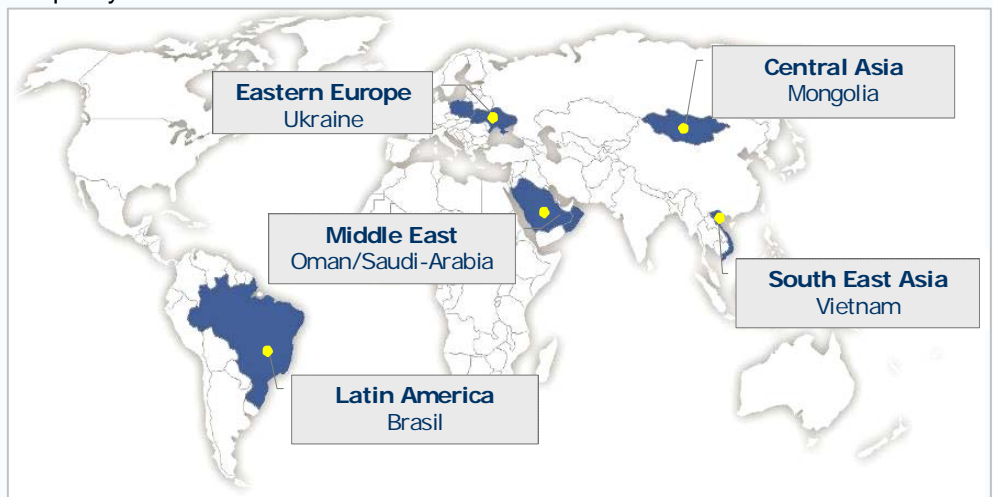 Central Asia
Mongolia
Eastern Europe
Ukraine
Middle East
Oman/Saudi-Arabia
South East Asia
Vietnam
Latin America
Brasil